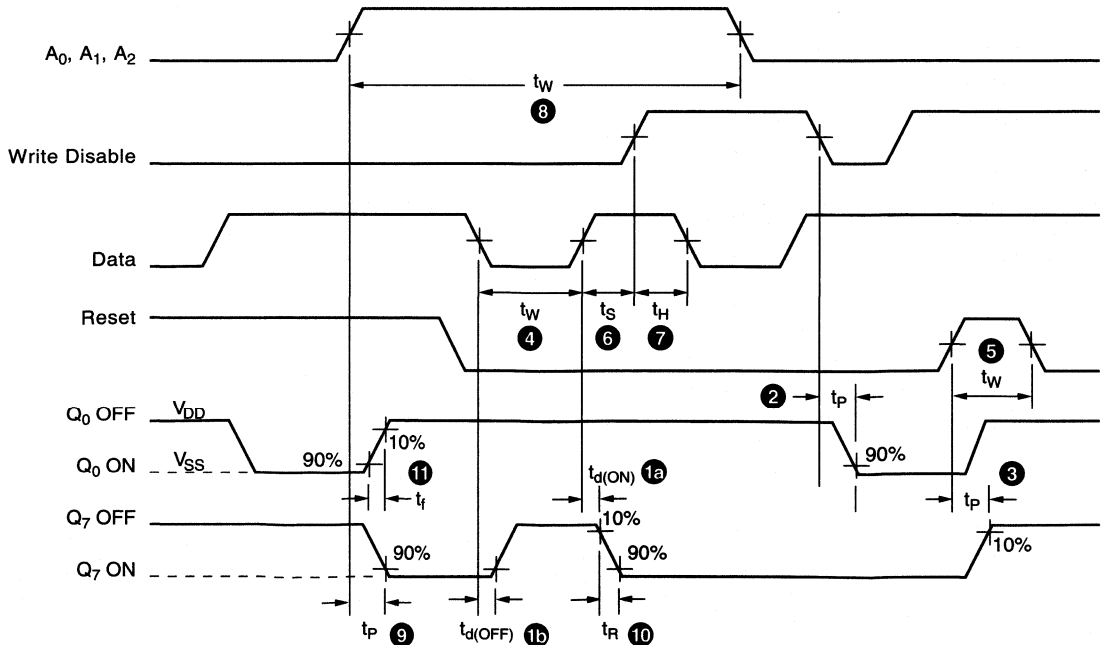 A0, A1, A2
tW
8
Write Disable
Data
tW
4
tS
6
tH
7
Reset
5
tW
2
tP
Q0 OFF
VDD
10%
90%
Q0 ON
VSS
90%
11
tf
td(ON)
1a
tP
3
Q7 OFF
10%
10%
90%
90%
Q7 ON
tP
9
td(OFF)
1b
tR
10